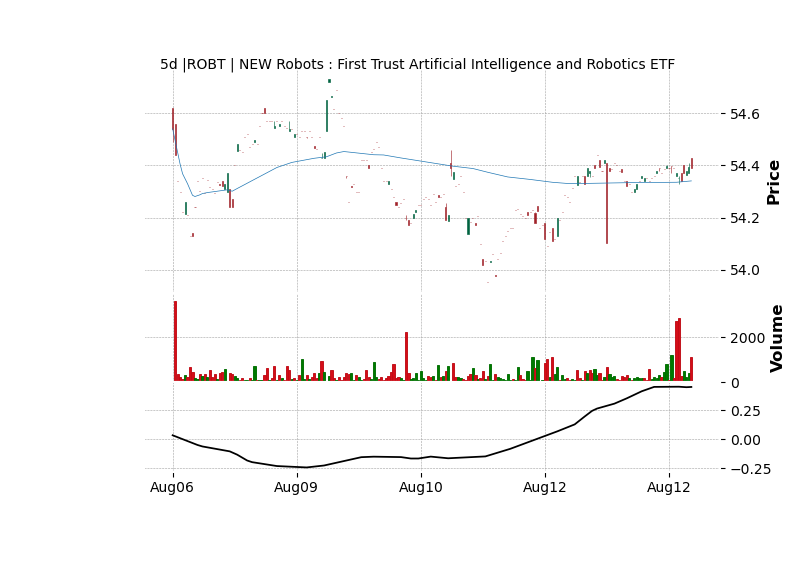 5d |ROBT | NEW Robots : First Trust Artificial Intelligence and Robotics ETF
54.6
54.4
54.2
54.0
Price
2000
0
Volume
0.25
0.00
−0.25
Aug06 Aug09 Aug10 Aug12 Aug12